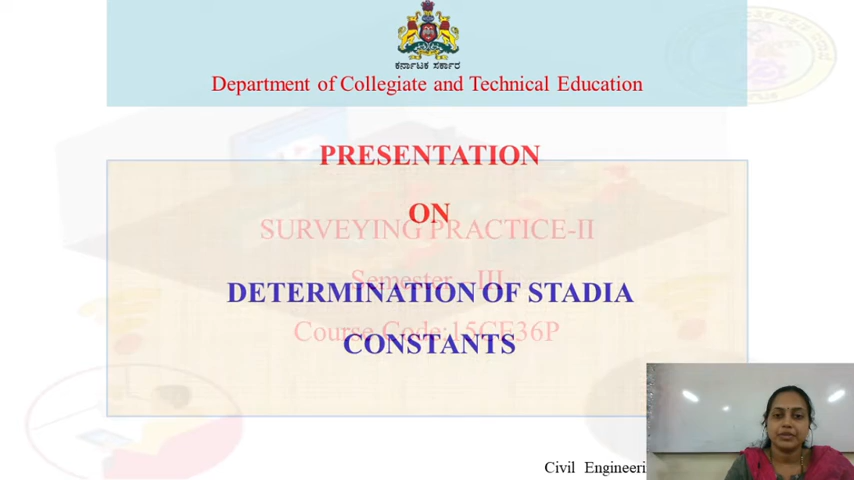 ಕರ್ನಾಟಕ ಸರ್ಕಾರ
Department of Collegiate and Technical Education
PRESENTATION
ON
SURVEYING PRACTICE-II
Semester - III
DETERMINATION OF STADIA
Course Code:15CE36P
CONSTANTS
Civil Engineeri